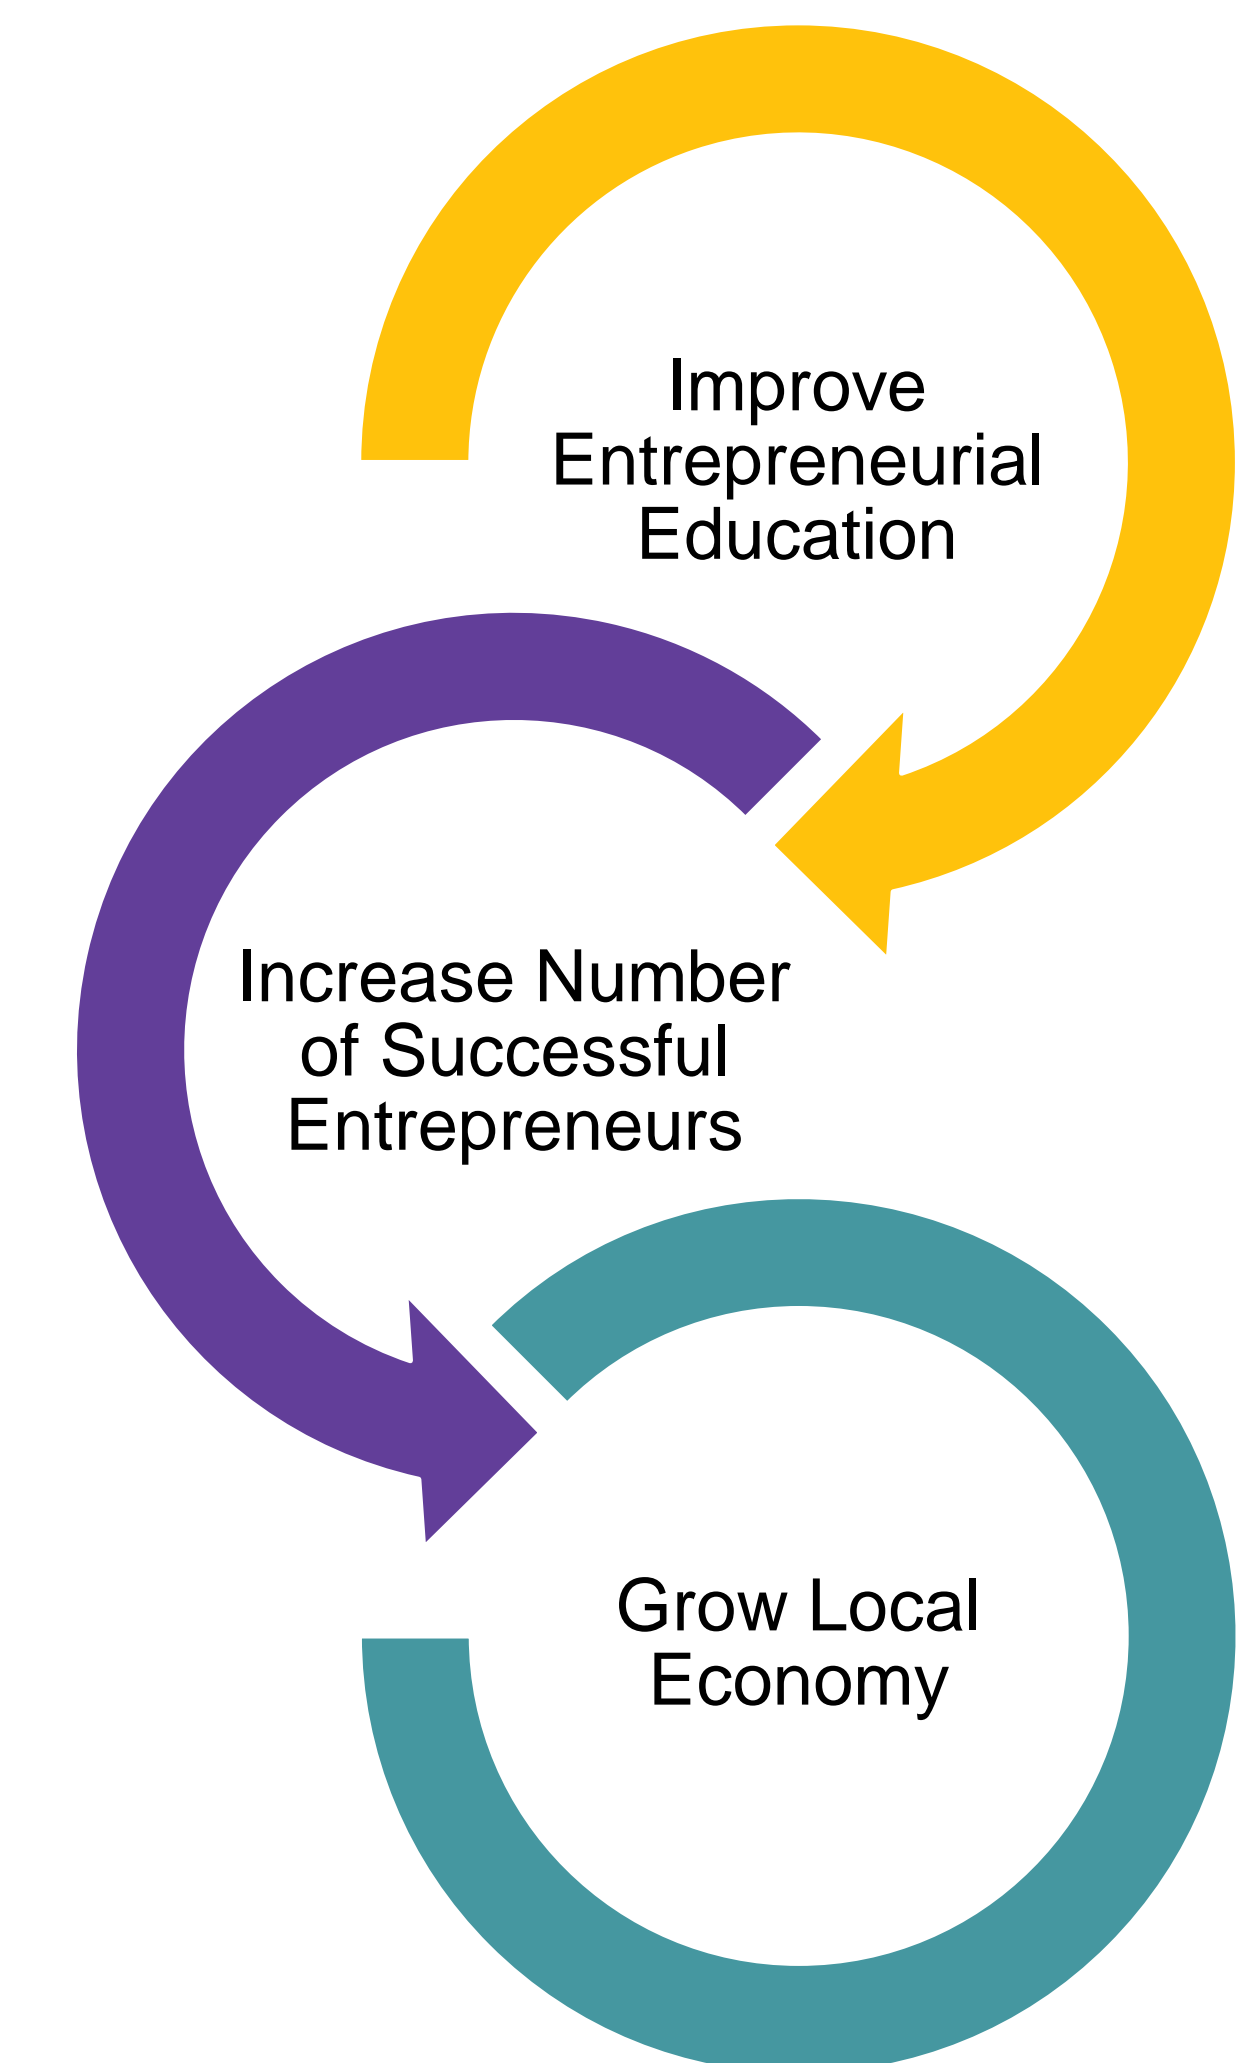 Improve
Entrepreneurial
Education
Increase Number
of Successful
Entrepreneurs
Grow Local
Economy